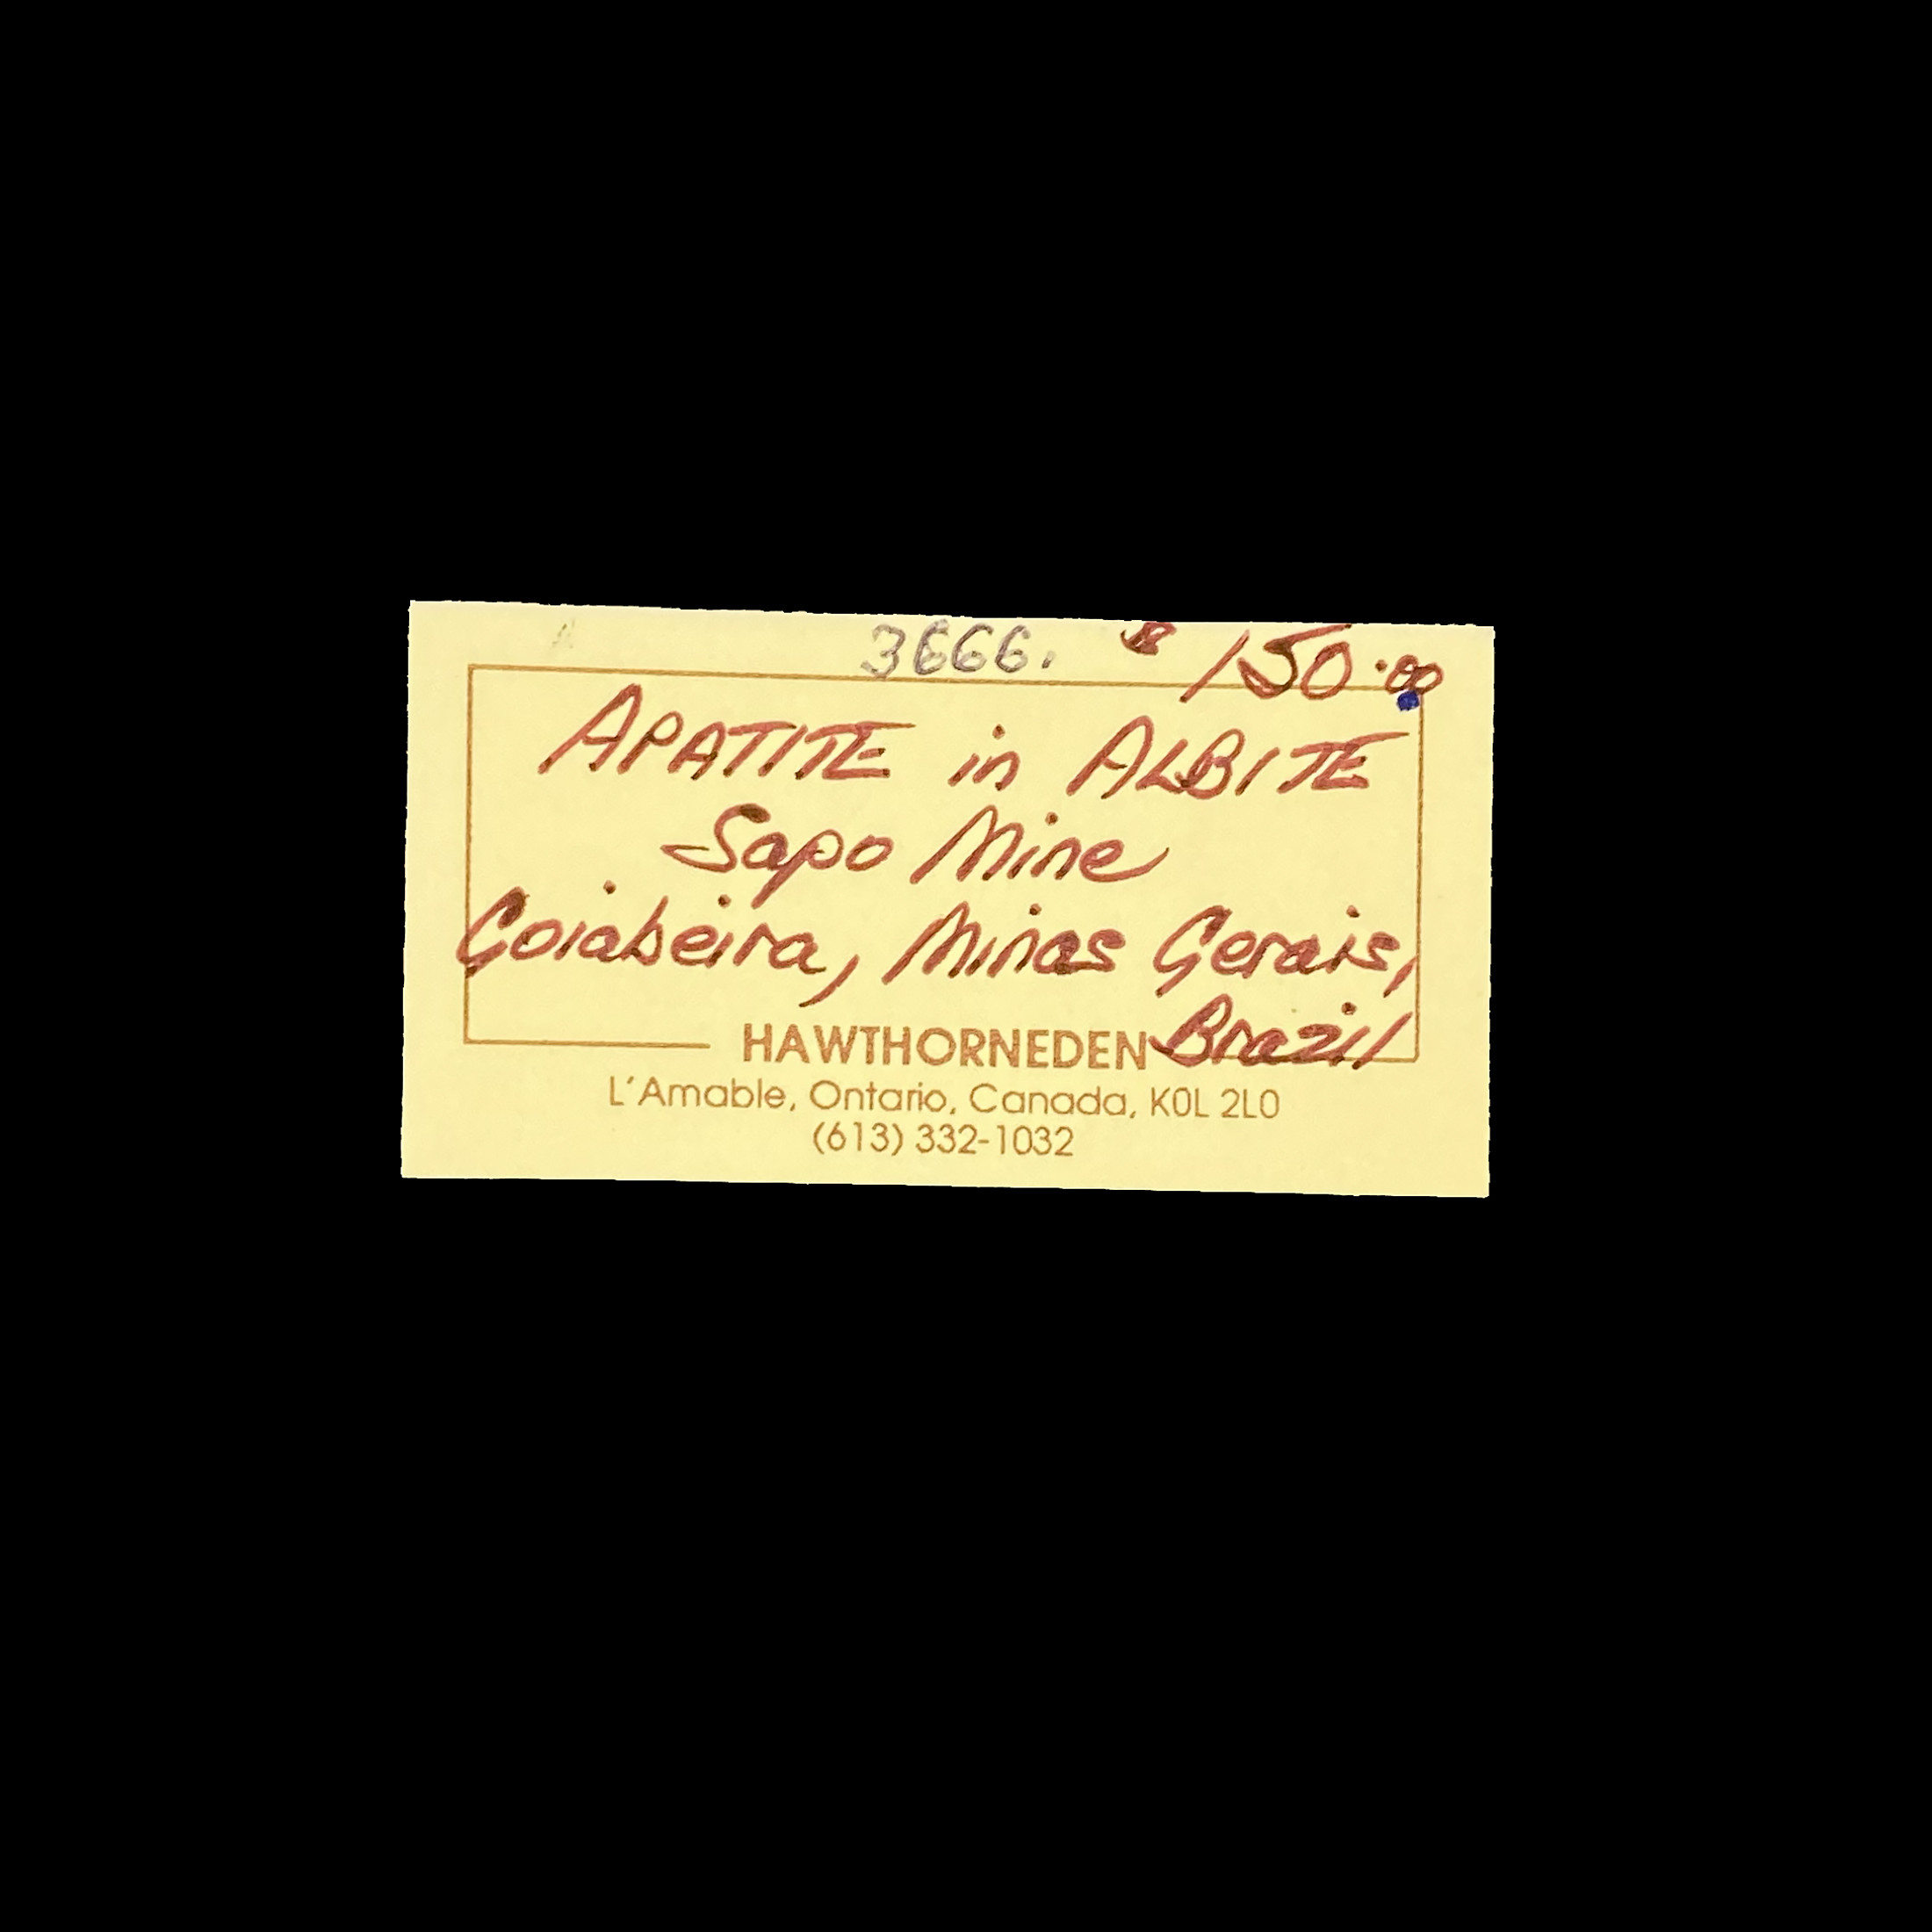 3666. $150.00
APATITE in ALBITE
Sapo Mine
Goiabeira, Minas Gerais,
Brazil
HAWTHORNEDEN
L'Amable, Ontario, Canada, K0L 2L0
(613) 332-1032